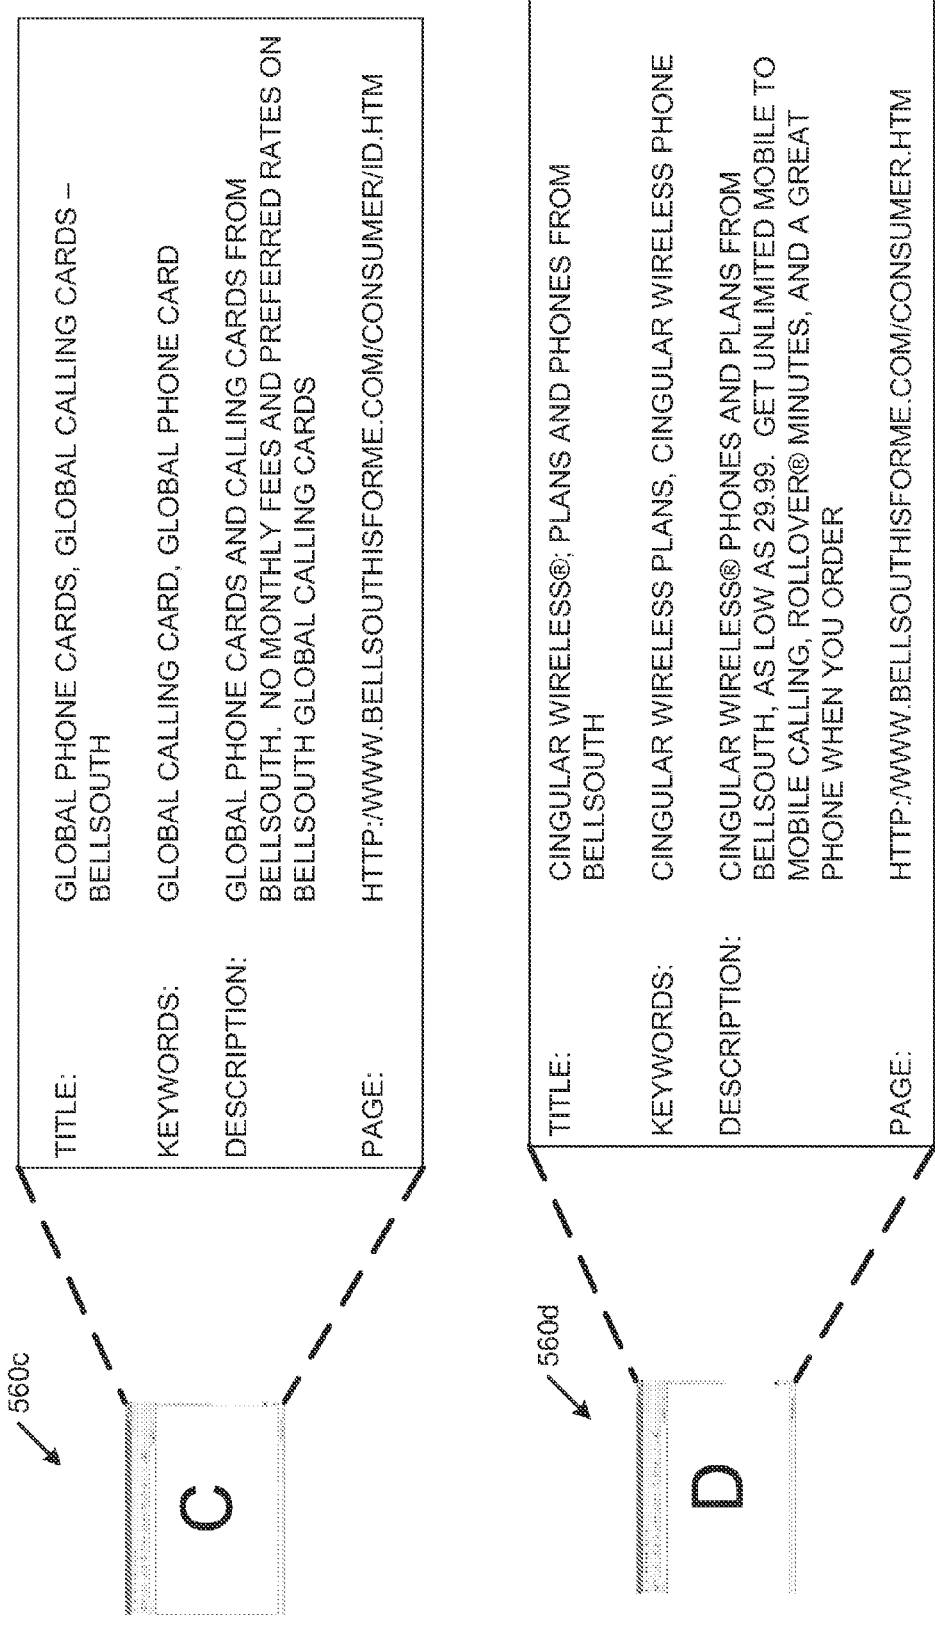 560c
C
TITLE: GLOBAL PHONE CARDS, GLOBAL CALLING CARDS –
BELLSOUTH
KEYWORDS: GLOBAL CALLING CARD, GLOBAL PHONE CARD
DESCRIPTION: GLOBAL PHONE CARDS AND CALLING CARDS FROM
BELLSOUTH. NO MONTHLY FEES AND PREFERRED RATES ON
BELLSOUTH GLOBAL CALLING CARDS
PAGE: HTTP:/WWW.BELLSOUTHISFORME.COM/CONSUMER/ID.HTM
560d
D
TITLE: CINGULAR WIRELESS®; PLANS AND PHONES FROM
BELLSOUTH
KEYWORDS: CINGULAR WIRELESS PLANS, CINGULAR WIRELESS PHONE
DESCRIPTION: CINGULAR WIRELESS® PHONES AND PLANS FROM
BELLSOUTH, AS LOW AS 29.99. GET UNLIMITED MOBILE TO
MOBILE CALLING, ROLLOVER® MINUTES, AND A GREAT
PHONE WHEN YOU ORDER
PAGE: HTTP:/WWW.BELLSOUTHISFORME.COM/CONSUMER.HTM